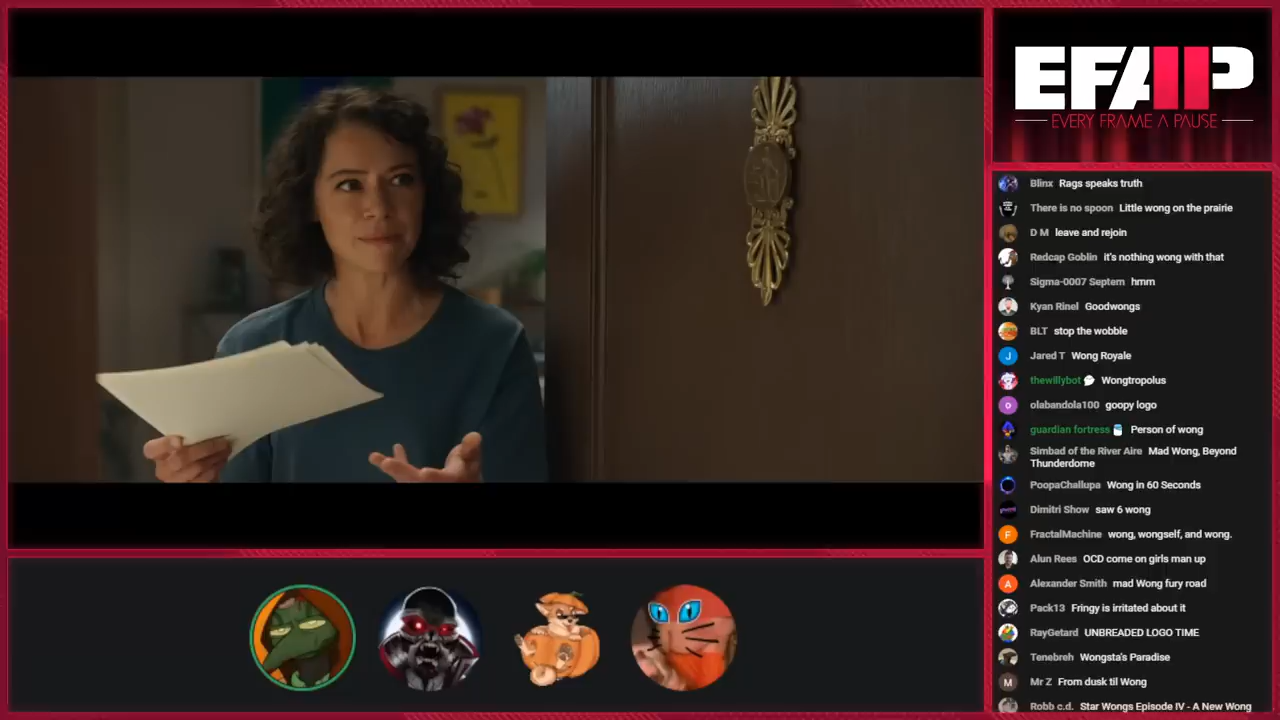 EFAP
EVERY FRAME A PAUSE
Blinx Rags speaks truth
There is no spoon Little wong on the prairie
D M leave and rejoin
Redcap Goblin it's nothing wong with that
Sigma-0007 Septem hmm
Kyan Rinel Goodwongs
BLT stop the wobble
J Jared T Wong Royale
thewillybot Wongtropolus
o olabandola100 goopy logo
guardian fortress Person of wong
Simbad of the River Aire Mad Wong, Beyond
Thunderdome
PoopaChallupa Wong in 60 Seconds
Dimitri Show saw 6 wong
F FractalMachine wong, wongself, and wong.
Alun Rees OCD come on girls man up
A Alexander Smith mad Wong fury road
Pack13 Fringy is irritated about it
RayGetard UNBREADED LOGO TIME
Tenebreh Wongsta's Paradise
M Mr Z From dusk til Wong
Robb c.d. Star Wongs Episode IV - A New Wong